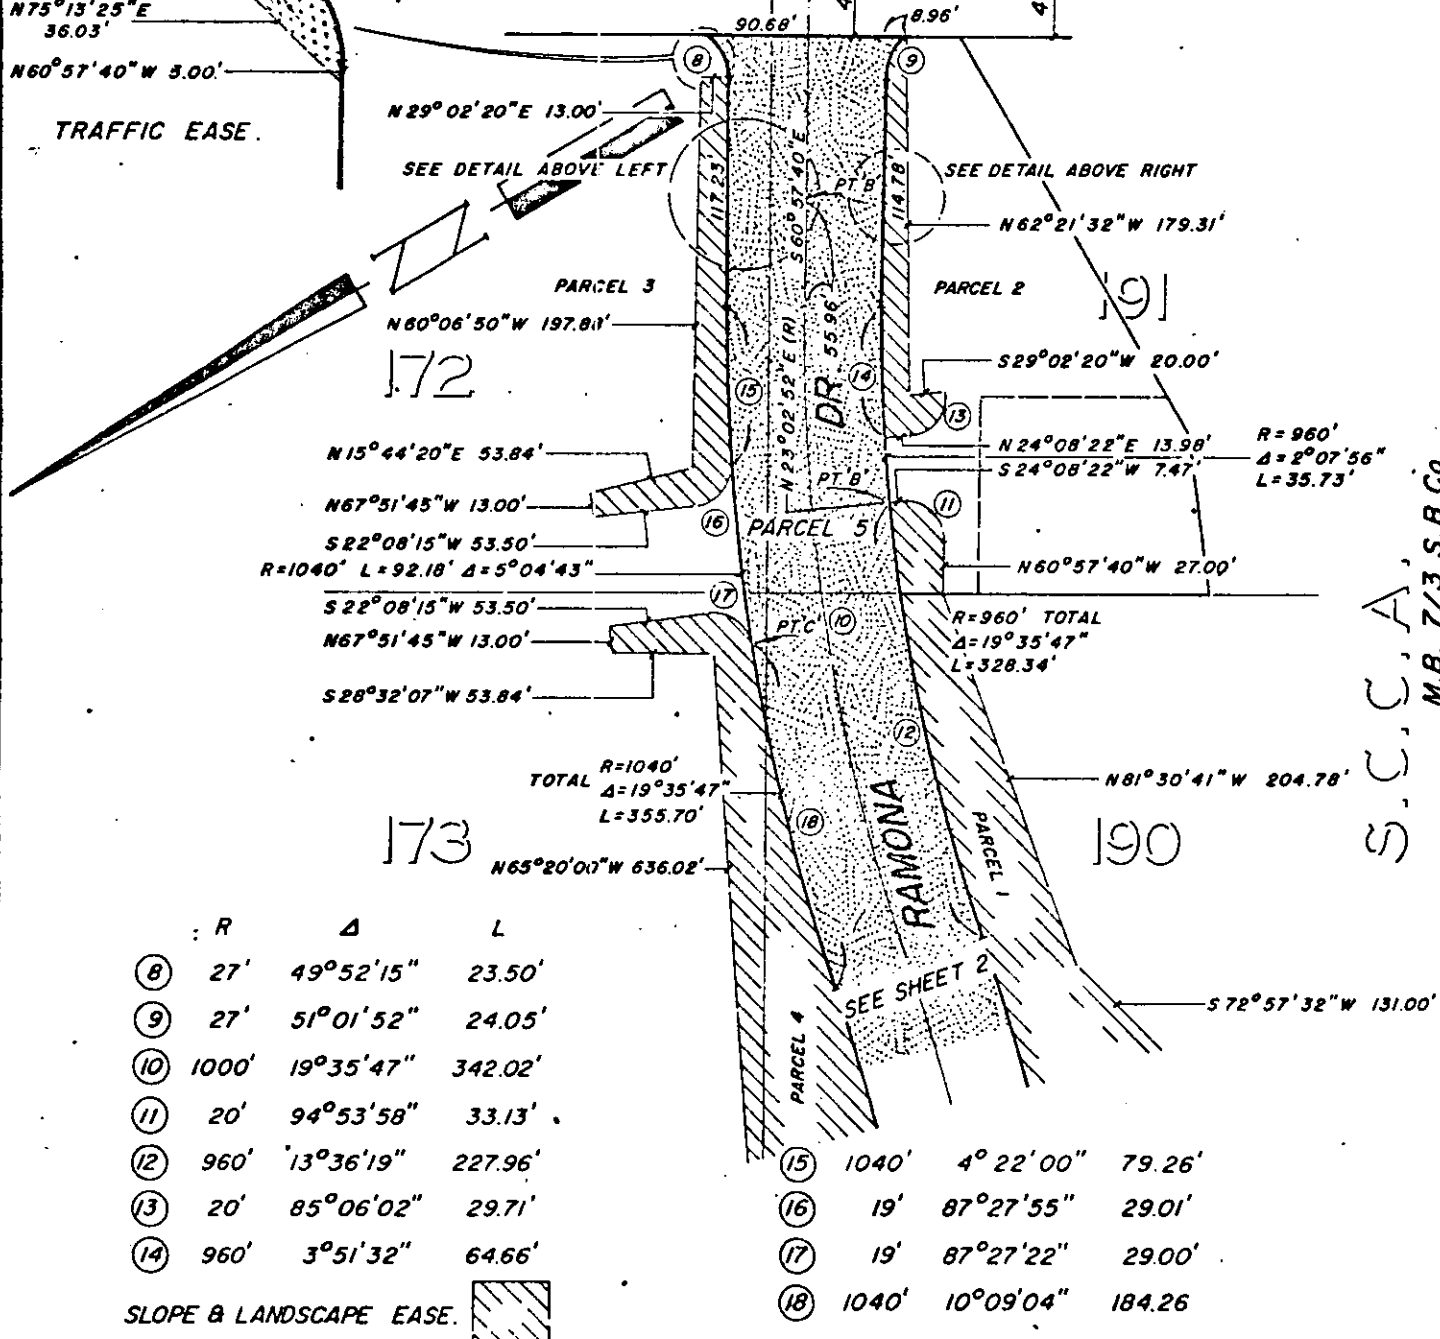 N75°13'25"E
36.03'
N60°57'40"W 5.00'
TRAFFIC EASE.
90.68'
8.96'
4
4
8
9
N29°02'20"E 13.00'
SEE DETAIL ABOVE LEFT
117.23'
S60°57'40"E
PT.'B'
114.78'
SEE DETAIL ABOVE RIGHT
N62°21'32"W 179.31'
PARCEL 3
PARCEL 2
191
N60°06'50"W
172
N23°02'52"E (R)
55.96'
DR.
15
14
S29°02'20"W 20.00'
13
N15°44'20"E 53.84'
N24°08'22"E 13.98'
R=960'
Δ=2°07'56"
L=35.73'
S24°08'22"W 7.47'
PT.'B'
N67°51'45"W 13.00'
16
PARCEL 5
11
S22°08'15"W 53.50'
R=1040' L=92.18' Δ=5°04'43"
N60°57'40"W 27.00'
17
S22°08'15"W 53.50'
N67°51'45"W 13.00'
PT.'C'
10
R=960' TOTAL
Δ=19°35'47"
L=328.34'
S28°32'07"W 53.84'
12
S.C.C.A.
M.B. 7/3 S.B.Co.
TOTAL
R=1040'
Δ=19°35'47"
L=355.70'
N81°30'41"W 204.78'
18
RAMONA
PARCEL 1
173
190
N65°20'00"W 636.02'
SEE SHEET 2
PARCEL 4
S72°57'32"W 131.00'
R Δ L
8 27' 49°52'15" 23.50'
9 27' 51°01'52" 24.05'
10 1000' 19°35'47" 342.02'
11 20' 94°53'58" 33.13'
12 960' 13°36'19" 227.96'
13 20' 85°06'02" 29.71'
14 960' 3°51'32" 64.66'
15 1040' 4°22'00" 79.26'
16 19' 87°27'55" 29.01'
17 19' 87°27'22" 29.00'
18 1040' 10°09'04" 184.26
SLOPE & LANDSCAPE EASE.